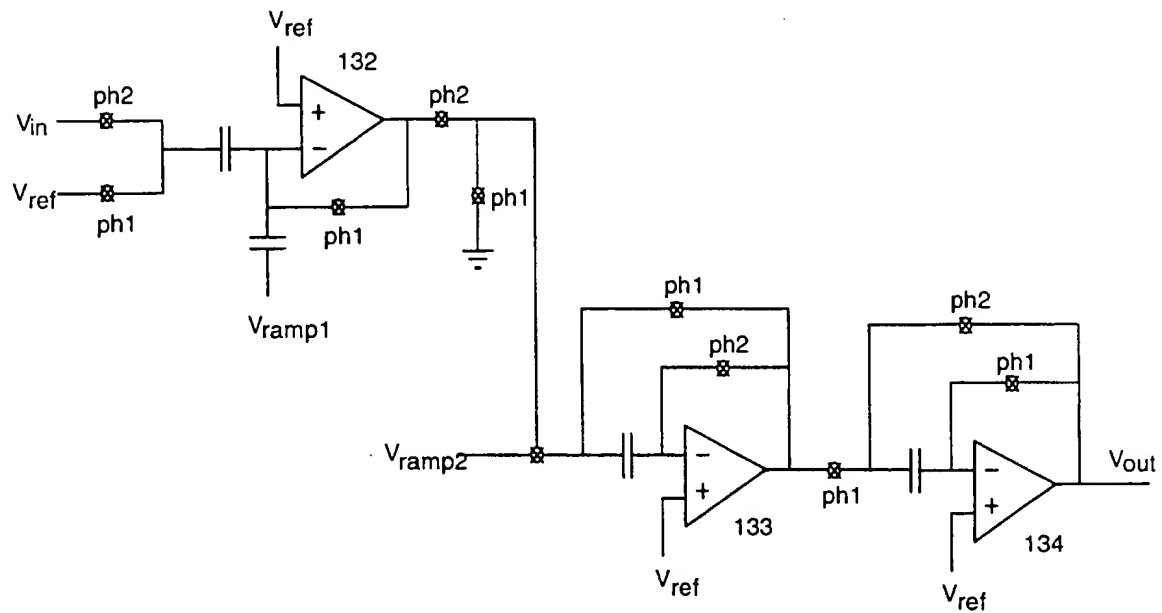 Vref
132
ph2
ph2
Vin
+
−
Vref
ph1
ph1
ph1
Vramp1
ph1
ph2
ph2
ph1
Vramp2
−
+
133
ph1
−
+
134
Vout
Vref
Vref